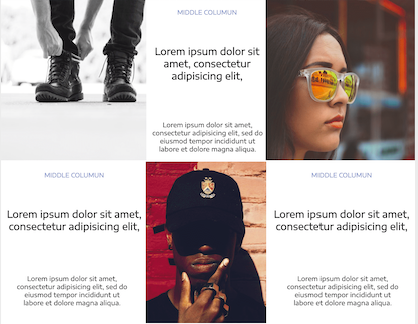 MIDDLE COLUMUN
Lorem ipsum dolor sit
amet, consectetur
adipisicing elit,
Lorem ipsum dolor sit amet,
consectetur adipisicing elit, sed do
eiusmod tempor incididunt ut
labore et dolore magna aliqua.
MIDDLE COLUMUN
Lorem ipsum dolor sit amet,
consectetur adipisicing elit,
Lorem ipsum dolor sit amet,
consectetur adipisicing elit, sed do
eiusmod tempor incididunt ut
labore et dolore magna aliqua.
MIDDLE COLUMUN
Lorem ipsum dolor sit amet,
consectetur adipisicing elit,
Lorem ipsum dolor sit amet,
consectetur adipisicing elit, sed do
eiusmod tempor incididunt ut
labore et dolore magna aliqua.